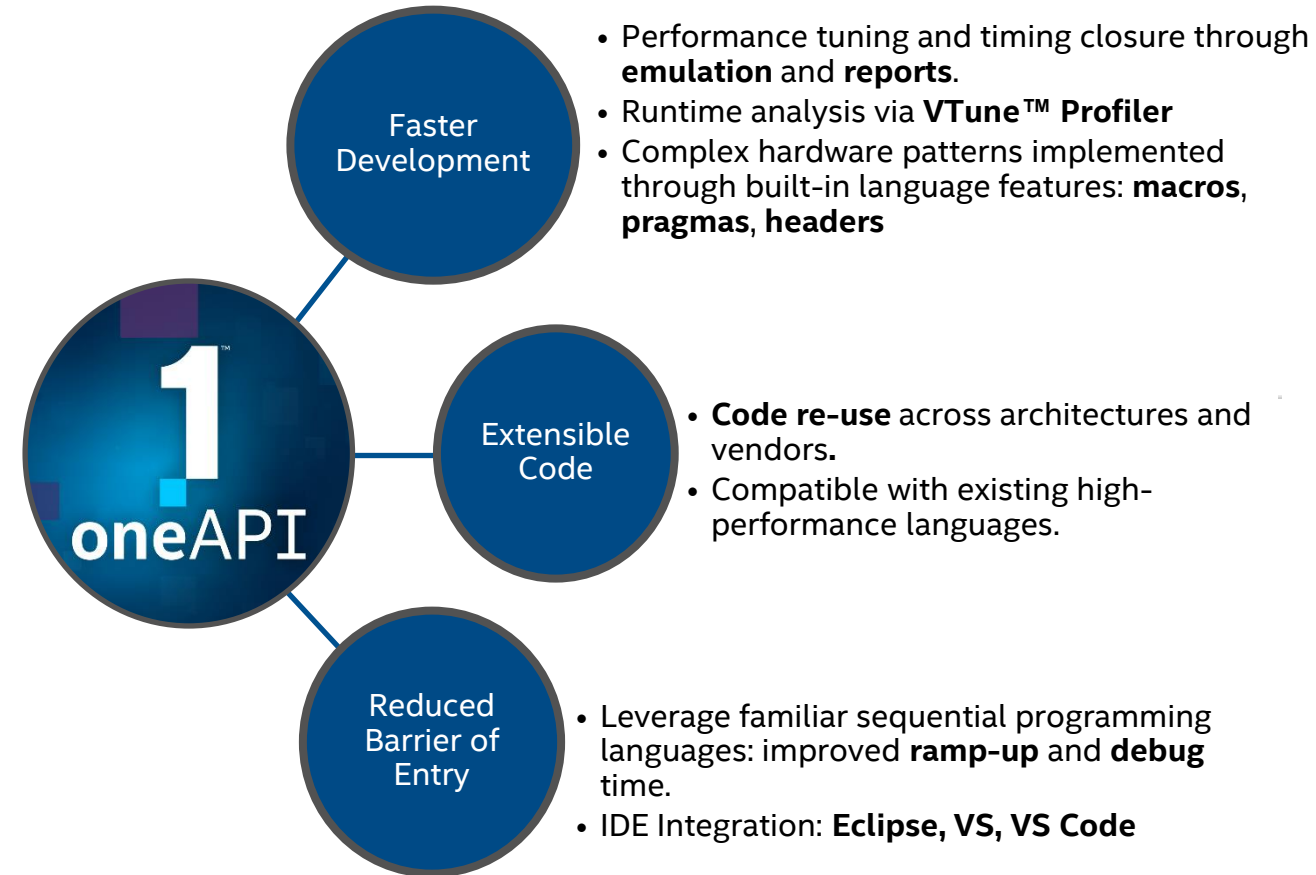 Faster
Development
• Performance tuning and timing closure through
emulation and reports.
• Runtime analysis via VTune™ Profiler
• Complex hardware patterns implemented
through built-in language features: macros,
pragmas, headers
1™
oneAPI
Extensible
Code
• Code re-use across architectures and
vendors.
• Compatible with existing high-
performance languages.
Reduced
Barrier of
Entry
• Leverage familiar sequential programming
languages: improved ramp-up and debug
time.
• IDE Integration: Eclipse, VS, VS Code